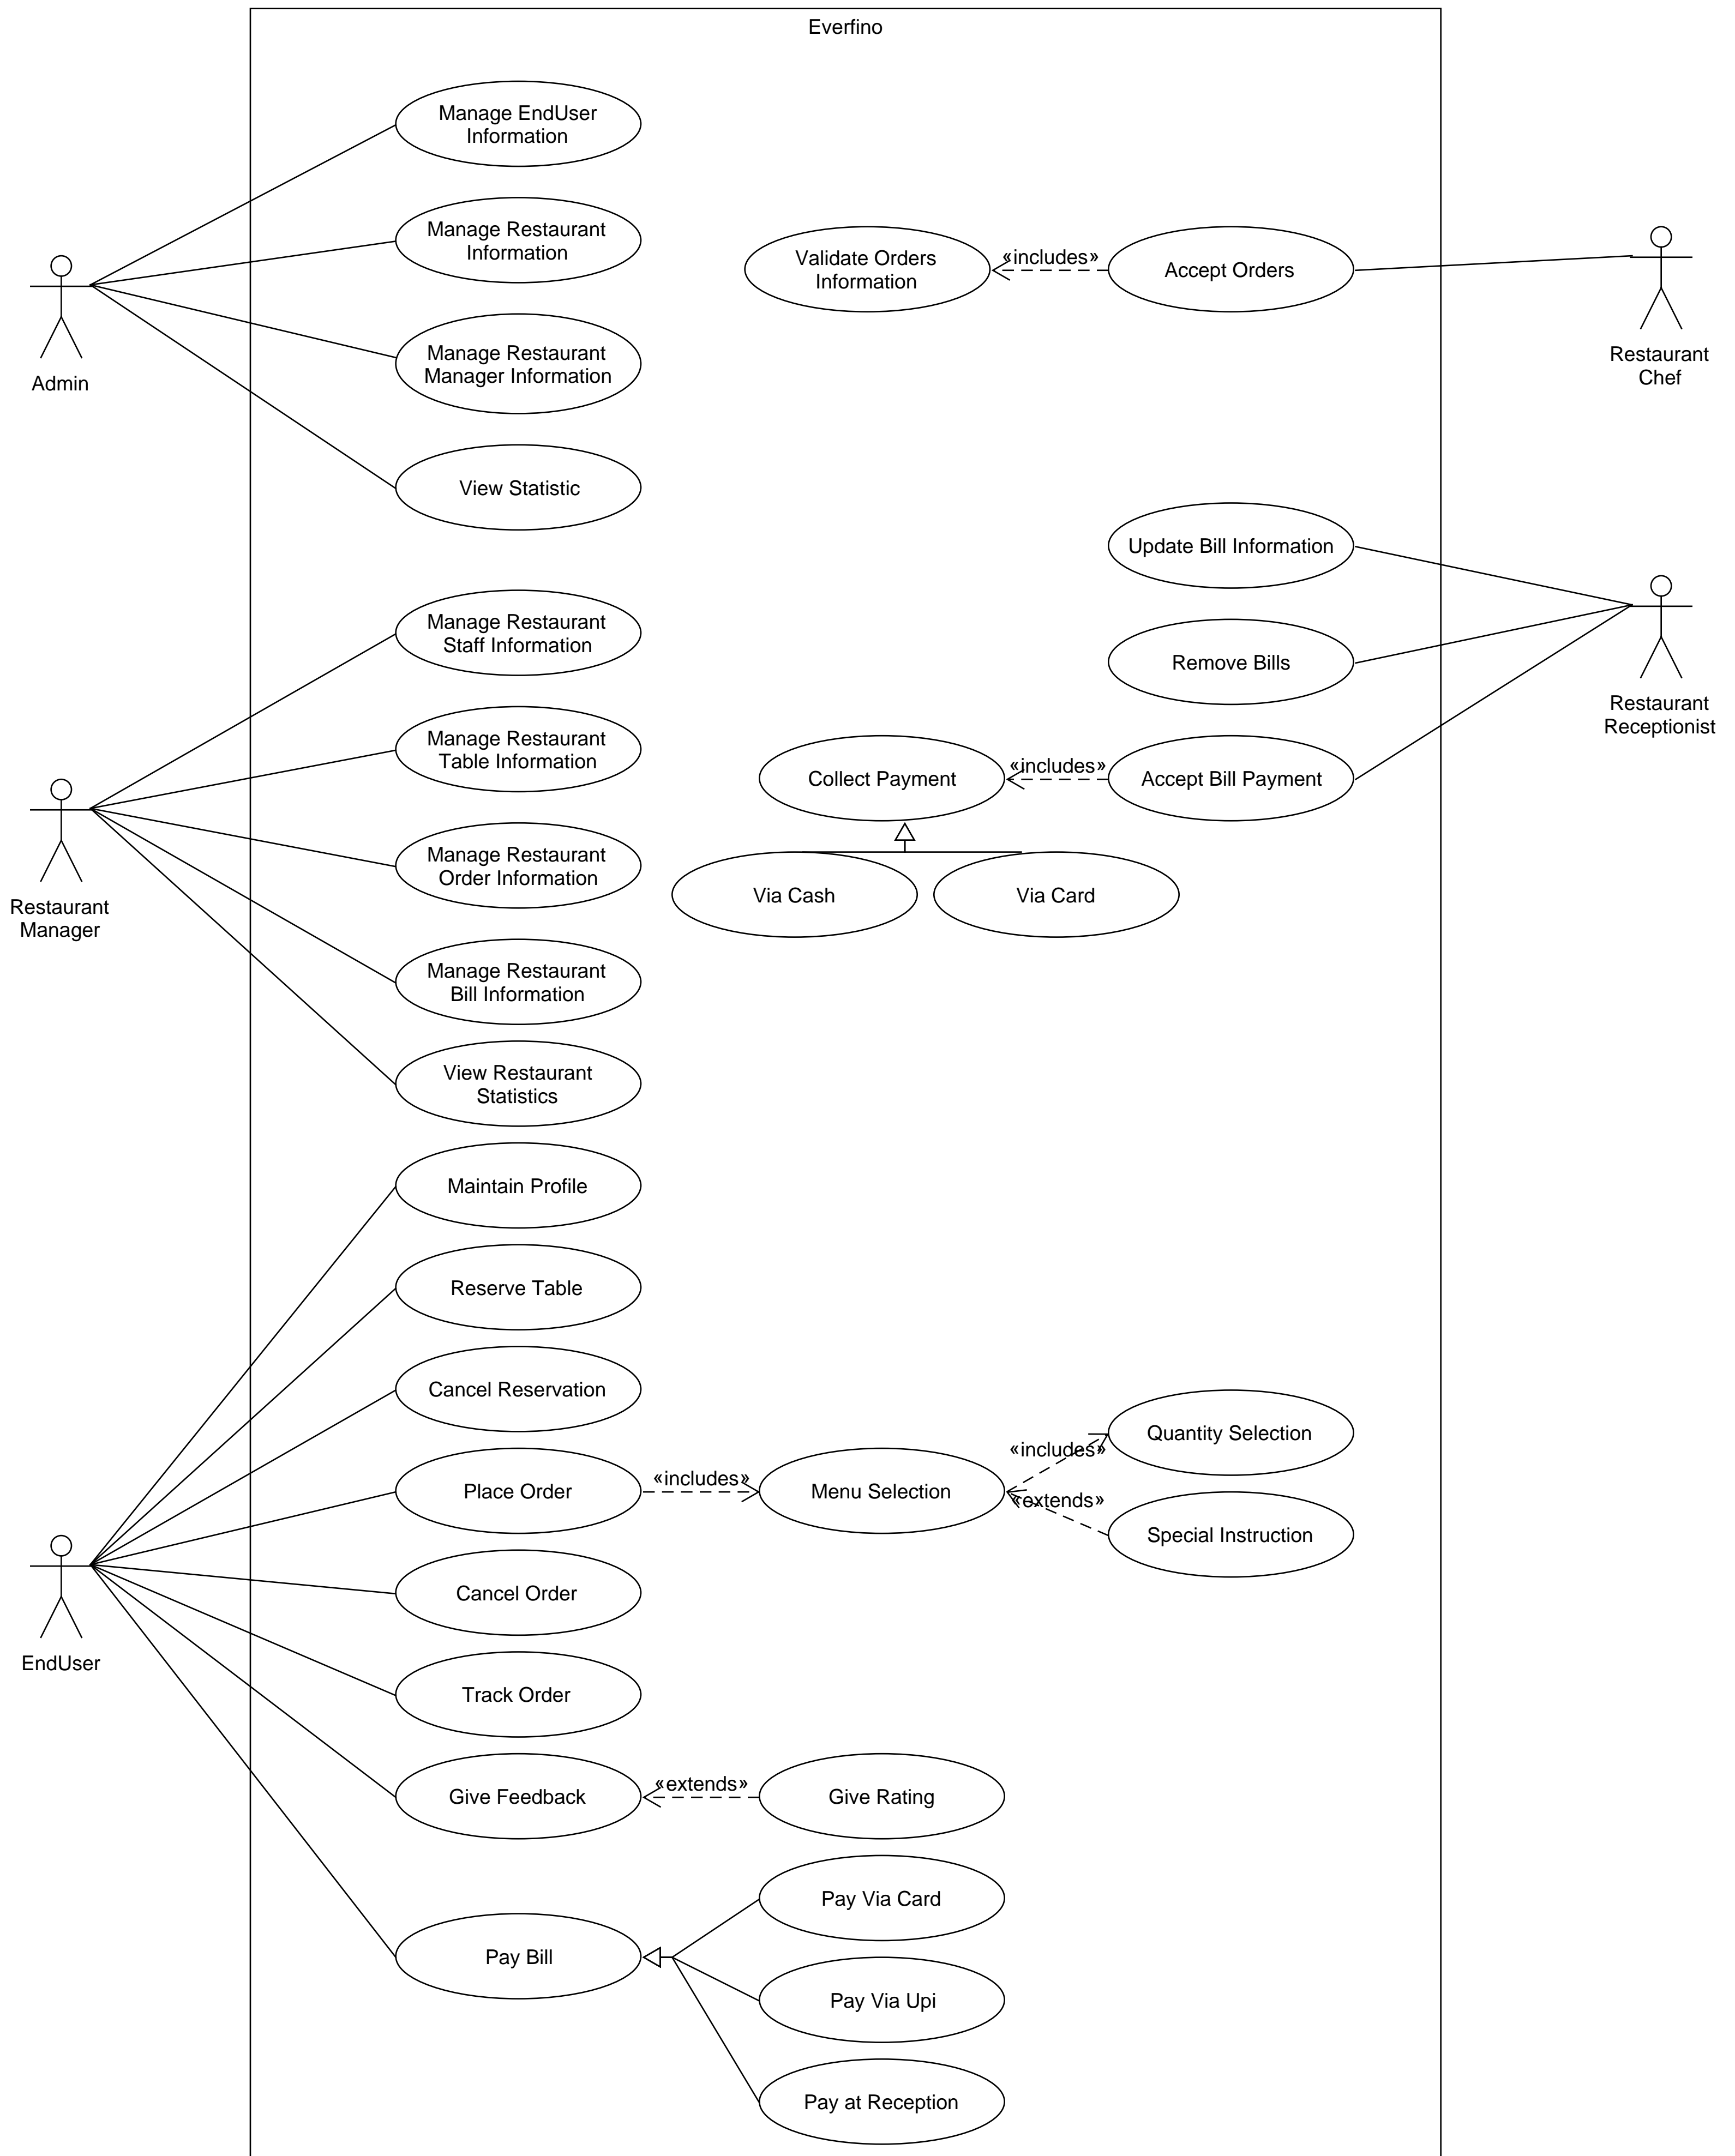 Everfino
Manage EndUser
Information
Manage Restaurant
Information
Manage Restaurant
Manager Information
View Statistic
Admin
Validate Orders
Information
«includes»
Accept Orders
Restaurant
Chef
Update Bill Information
Remove Bills
Accept Bill Payment
«includes»
Collect Payment
Via Cash
Via Card
Restaurant
Receptionist
Manage Restaurant
Staff Information
Manage Restaurant
Table Information
Manage Restaurant
Order Information
Manage Restaurant
Bill Information
View Restaurant
Statistics
Restaurant
Manager
Maintain Profile
Reserve Table
Cancel Reservation
Place Order
«includes»
Menu Selection
«includes»
Quantity Selection
«extends»
Special Instruction
Cancel Order
EndUser
Track Order
Give Feedback
«extends»
Give Rating
Pay Bill
Pay Via Card
Pay Via Upi
Pay at Reception